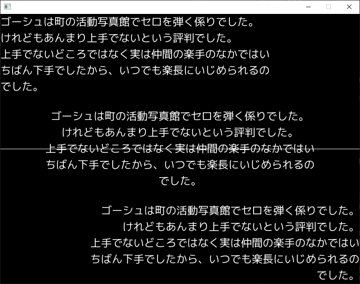 ゴーシュは町の活動写真館でセロを弾く係りでした。
けれどもあんまり上手でないという評判でした。
上手でないどころではなく実は仲間の楽手のなかではい
ちばん下手でしたから、いつでも楽長にいじめられるの
でした。
ゴーシュは町の活動写真館でセロを弾く係りでした。
けれどもあんまり上手でないという評判でした。
上手でないどころではなく実は仲間の楽手のなかではい
ちばん下手でしたから、いつでも楽長にいじめられるの
でした。
ゴーシュは町の活動写真館でセロを弾く係りでした。
けれどもあんまり上手でないという評判でした。
上手でないどころではなく実は仲間の楽手のなかではい
ちばん下手でしたから、いつでも楽長にいじめられるの
でした。